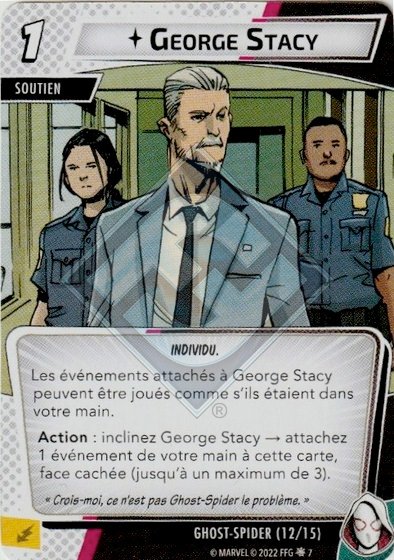 1
George Stacy
SOUTIEN
INDIVIDU.
Les événements attachés à George Stacy
peuvent être joués comme s'ils étaient dans
votre main.
Action : inclinez George Stacy → attachez
1 événement de votre main à cette carte,
face cachée (jusqu'à un maximum de 3).
« Crois-moi, ce n'est pas Ghost-Spider le problème. »
GHOST-SPIDER (12/15)
© MARVEL © 2022 FFG 7
®